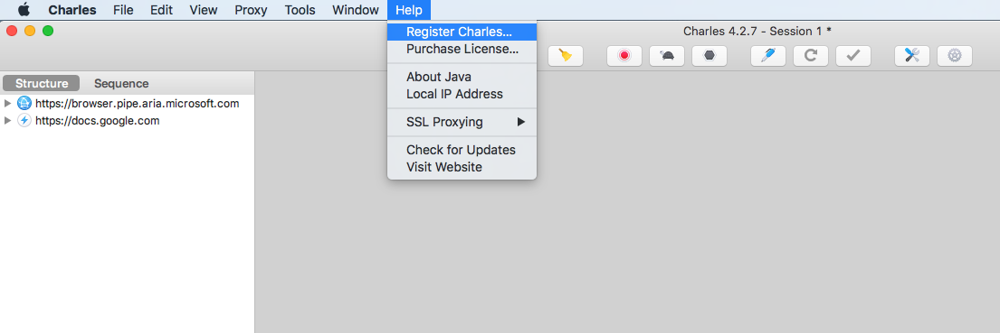 Charles File Edit View Proxy Tools Window Help
Charles 4.2.7 - Session 1 *
Register Charles...
Purchase License...
About Java
Local IP Address
SSL Proxying
Check for Updates
Visit Website
Structure Sequence
https://browser.pipe.aria.microsoft.com
https://docs.google.com